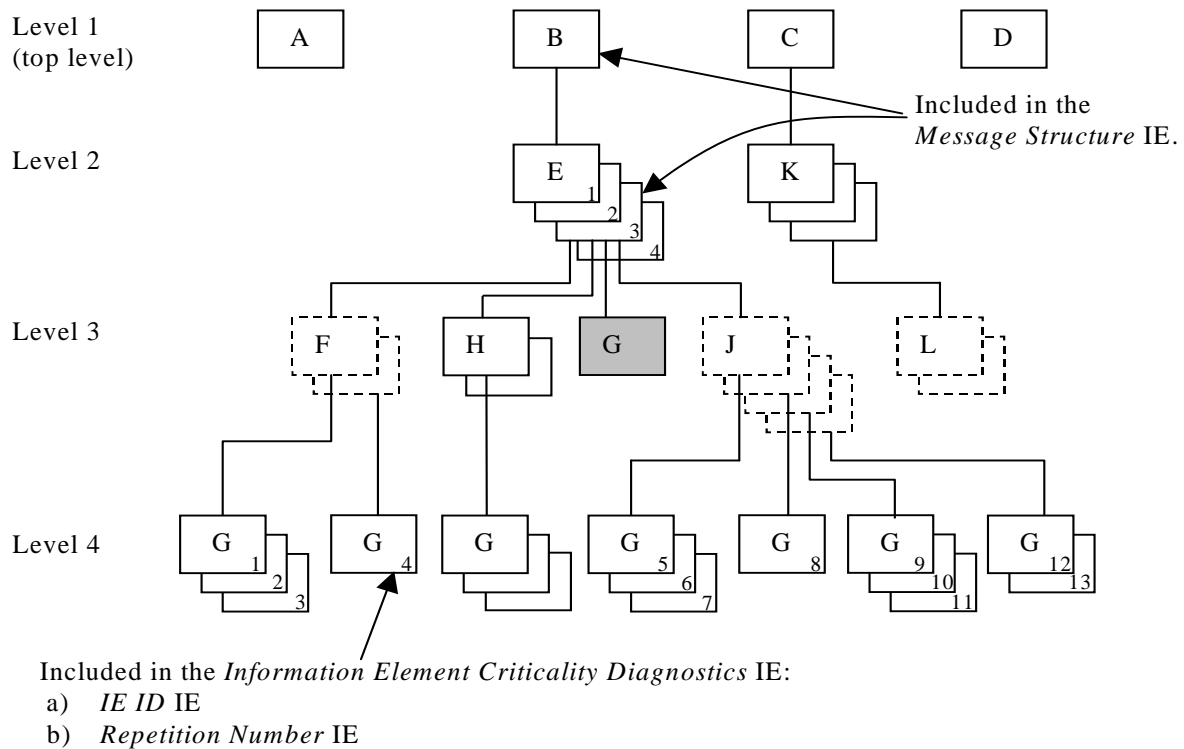 Level 1
(top level)
A
B
C
D
Included in the
Message Structure IE.
Level 2
E
1
2
3
4
K
Level 3
F
H
G
J
L
Level 4
G
1
2
3
G
4
G
G
5
6
7
G
8
G
9
10
11
G
12
13
Included in the Information Element Criticality Diagnostics IE:
a) IE ID IE
b) Repetition Number IE